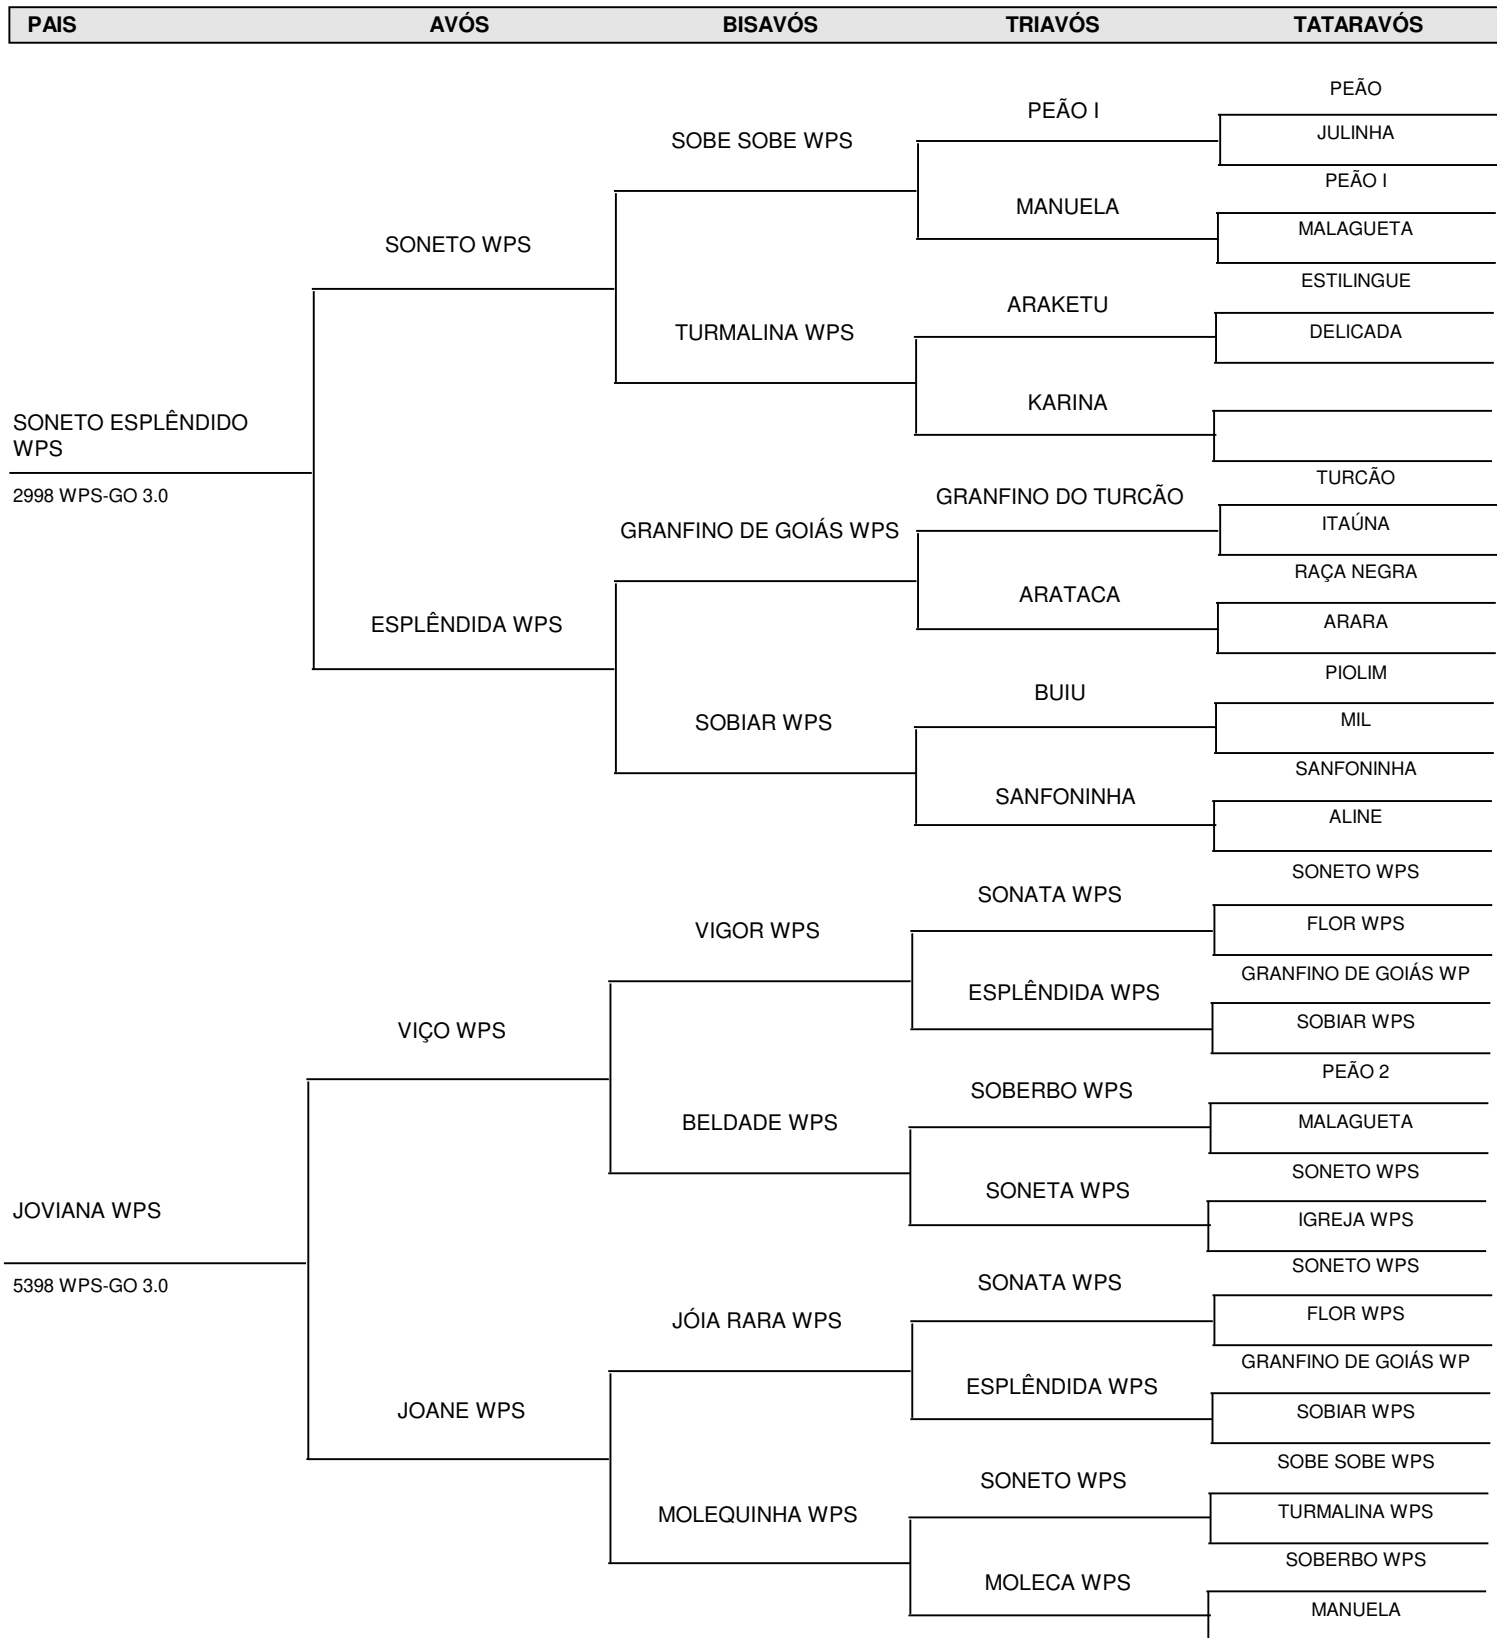 PAIS AVÓS BISAVÓS TRIAVÓS TATARAVÓS
PEÃO
PEÃO I
JULINHA
SOBE SOBE WPS
PEÃO I
MANUELA
MALAGUETA
SONETO WPS
ESTILINGUE
ARAKETU
TURMALINA WPS
DELICADA
KARINA
SONETO ESPLÊNDIDO
WPS
2998 WPS-GO 3.0
TURCÃO
GRANFINO DO TURCÃO
ITAÚNA
GRANFINO DE GOIÁS WPS
RAÇA NEGRA
ARATACA
ARARA
ESPLÊNDIDA WPS
PIOLIM
BUIU
MIL
SOBIAR WPS
SANFONINHA
SANFONINHA
ALINE
SONETO WPS
SONATA WPS
FLOR WPS
VIGOR WPS
GRANFINO DE GOIÁS WP
ESPLÊNDIDA WPS
SOBIAR WPS
VIÇO WPS
PEÃO 2
SOBERBO WPS
MALAGUETA
BELDADE WPS
SONETO WPS
SONETA WPS
IGREJA WPS
JOVIANA WPS
5398 WPS-GO 3.0
SONETO WPS
SONATA WPS
FLOR WPS
JÓIA RARA WPS
GRANFINO DE GOIÁS WP
ESPLÊNDIDA WPS
SOBIAR WPS
JOANE WPS
SOBE SOBE WPS
SONETO WPS
TURMALINA WPS
MOLEQUINHA WPS
SOBERBO WPS
MOLECA WPS
MANUELA